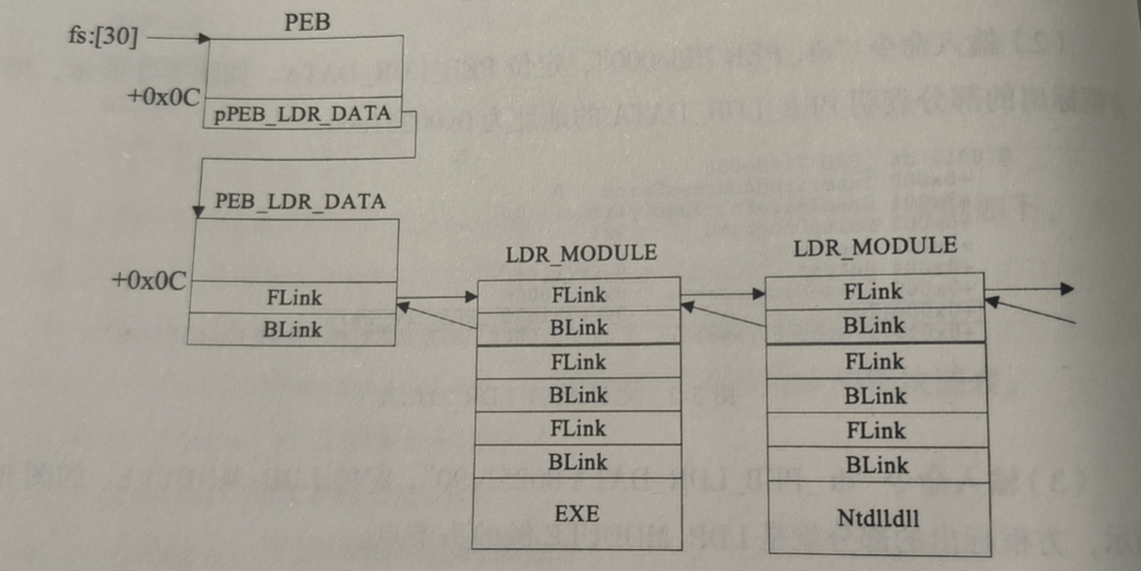 PEB
fs:[30]
+0x0C
pPEB_LDR_DATA
PEB_LDR_DATA
+0x0C
FLink
BLink
LDR_MODULE
FLink
BLink
FLink
BLink
FLink
BLink
EXE
LDR_MODULE
FLink
BLink
FLink
BLink
FLink
BLink
Ntdlldll